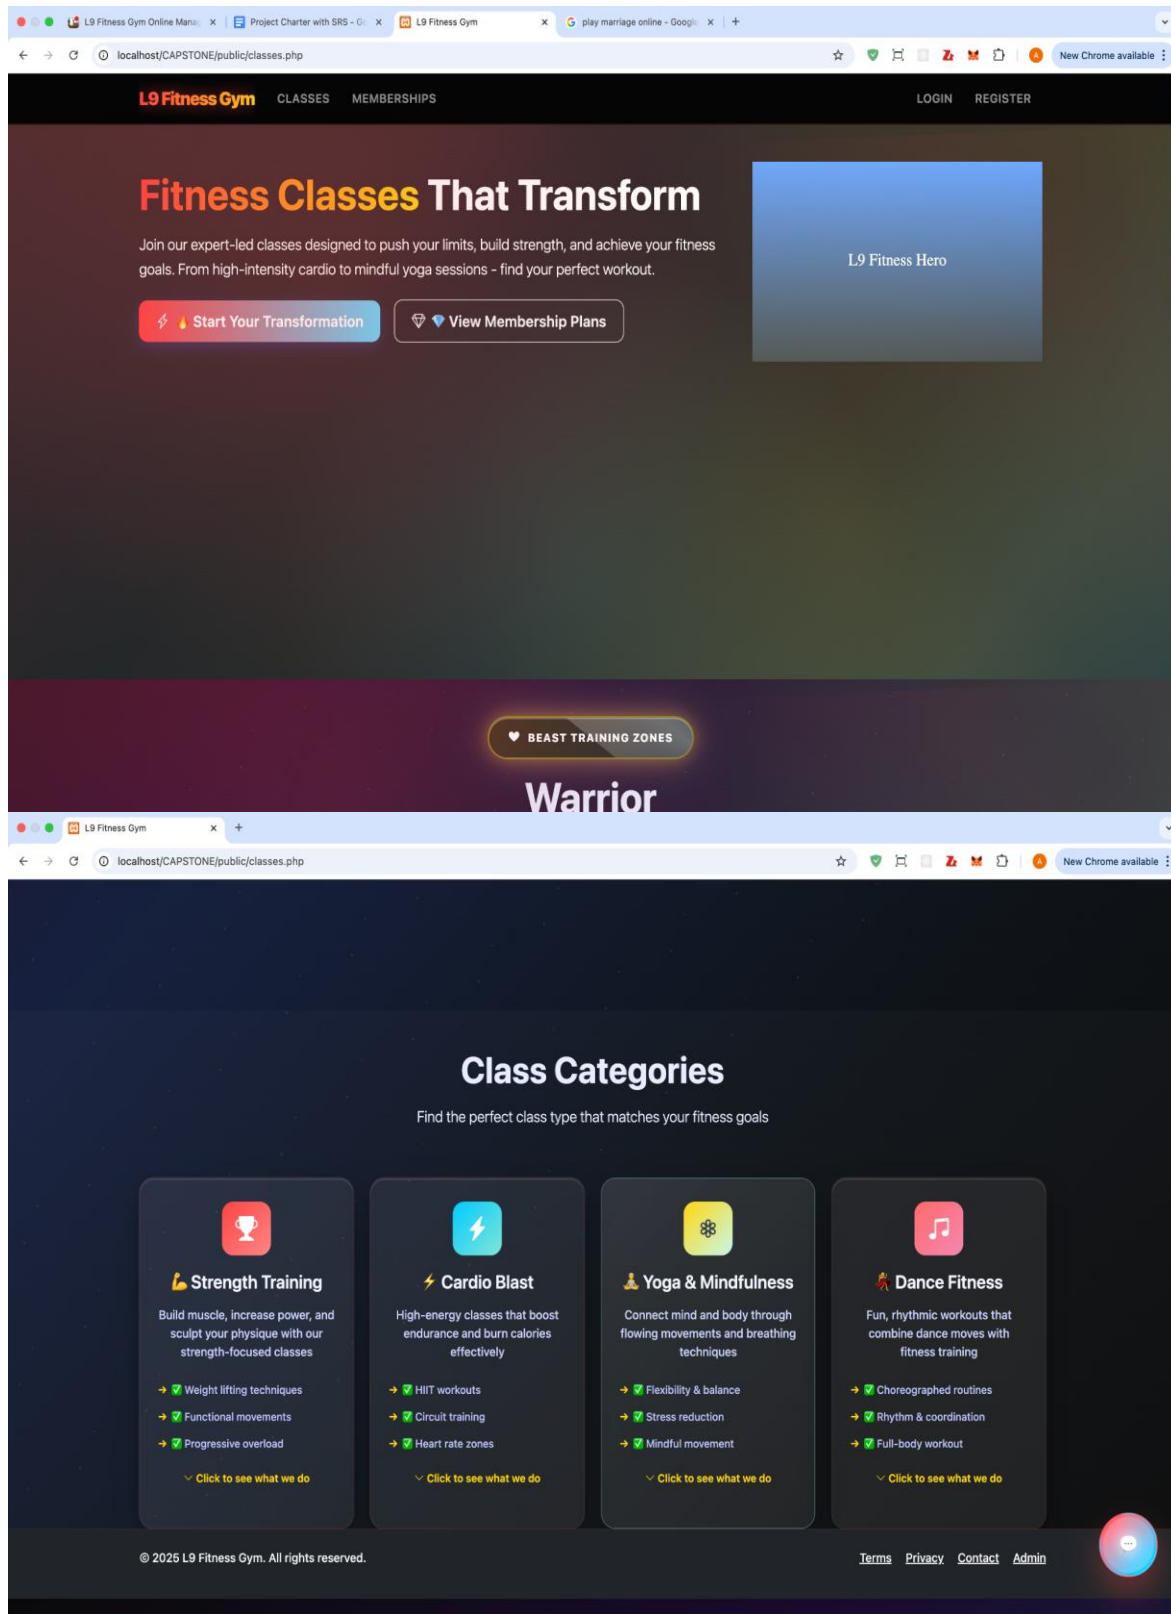 L9 Fitness Gym Online Mana
Project Charter with SRS - Go
L9 Fitness Gym
play marriage online - Google
localhost/CAPSTONE/public/classes.php
New Chrome available
L9 Fitness Gym CLASSES MEMBERSHIPS LOGIN REGISTER
Fitness Classes That Transform
Join our expert-led classes designed to push your limits, build strength, and achieve your fitness
goals. From high-intensity cardio to mindful yoga sessions - find your perfect workout.
🔥 Start Your Transformation
💎 View Membership Plans
L9 Fitness Hero
BEAST TRAINING ZONES
Warrior
L9 Fitness Gym
localhost/CAPSTONE/public/classes.php
New Chrome available
Class Categories
Find the perfect class type that matches your fitness goals
💪 Strength Training
Build muscle, increase power, and
sculpt your physique with our
strength-focused classes
→ ✅ Weight lifting techniques
→ ✅ Functional movements
→ ✅ Progressive overload
Click to see what we do
⚡ Cardio Blast
High-energy classes that boost
endurance and burn calories
effectively
→ ✅ HIIT workouts
→ ✅ Circuit training
→ ✅ Heart rate zones
Click to see what we do
🧘 Yoga & Mindfulness
Connect mind and body through
flowing movements and breathing
techniques
→ ✅ Flexibility & balance
→ ✅ Stress reduction
→ ✅ Mindful movement
Click to see what we do
💃 Dance Fitness
Fun, rhythmic workouts that
combine dance moves with
fitness training
→ ✅ Choreographed routines
→ ✅ Rhythm & coordination
→ ✅ Full-body workout
Click to see what we do
© 2025 L9 Fitness Gym. All rights reserved.
Terms Privacy Contact Admin